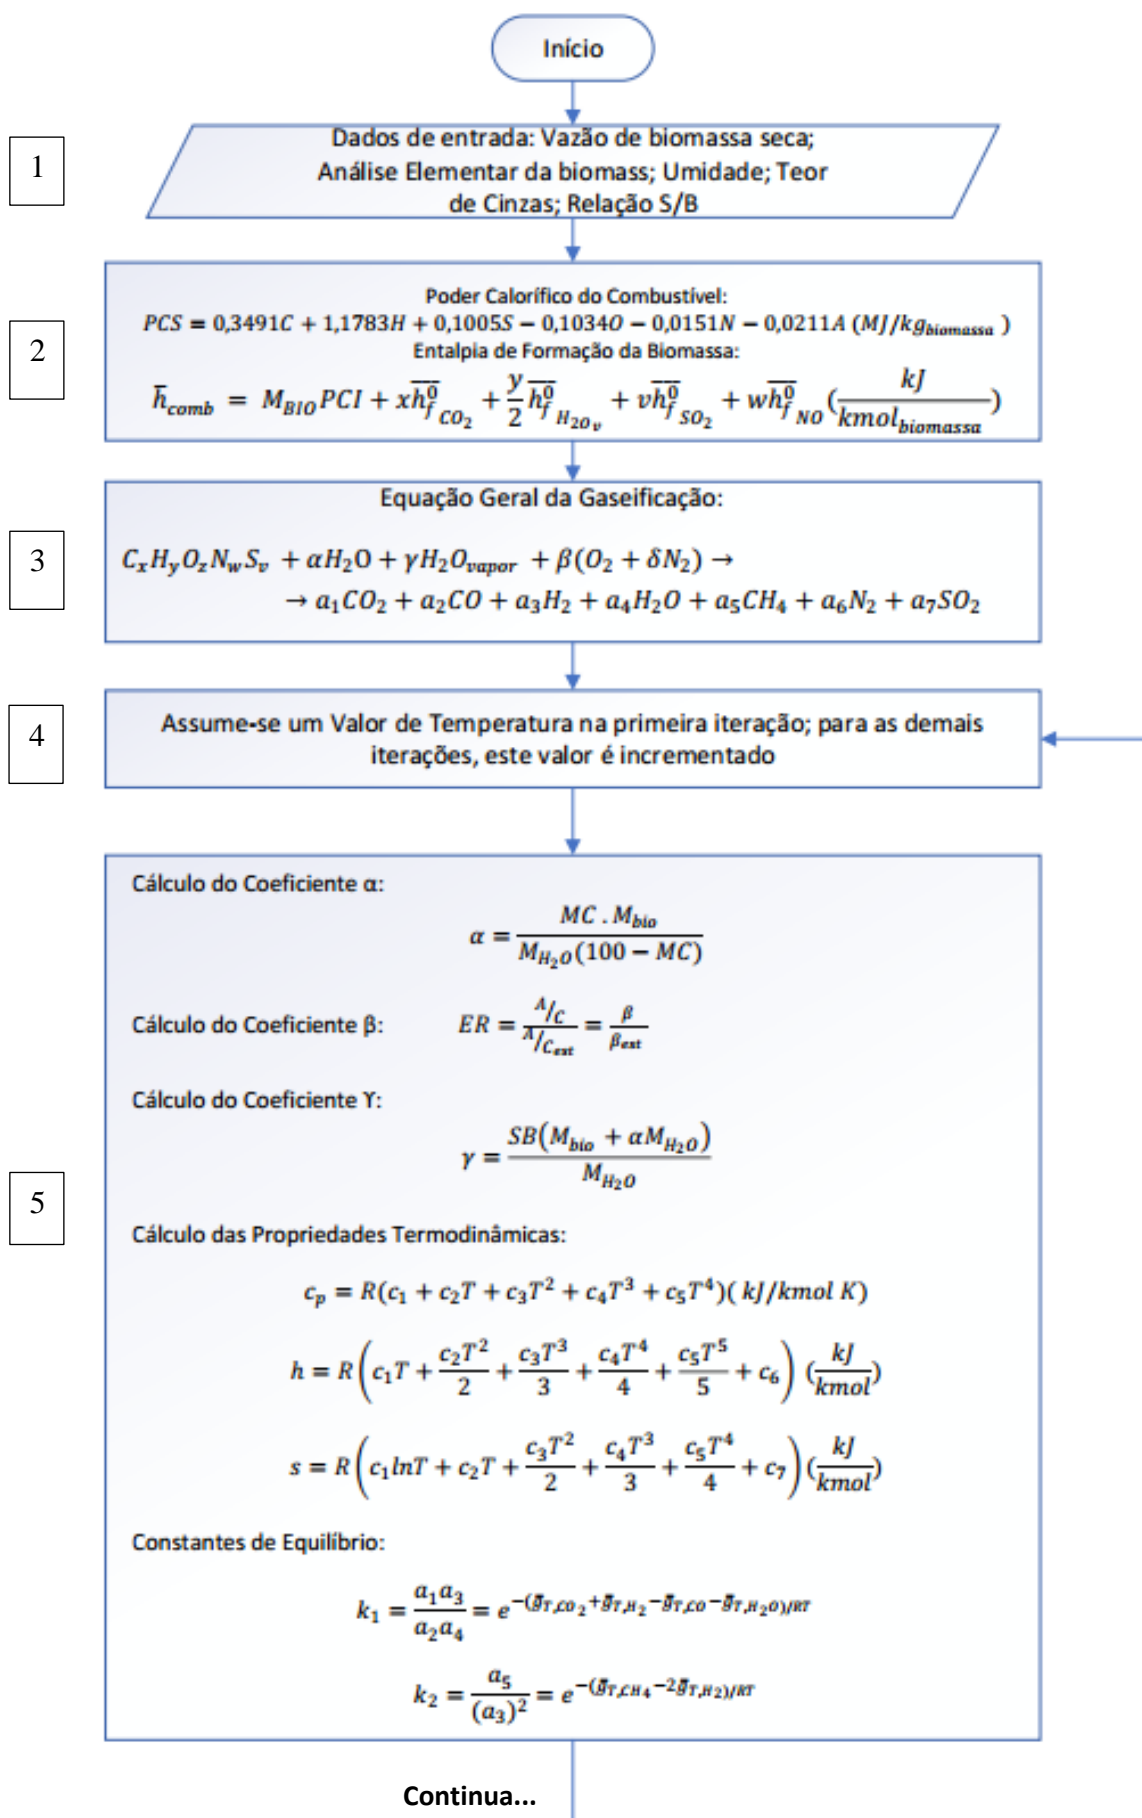 Início
1
Dados de entrada: Vazão de biomassa seca;
Análise Elementar da biomass; Umidade; Teor
de Cinzas; Relação S/B
2
Poder Calorífico do Combustível:
PCS = 0,3491C + 1,1783H + 0,1005S − 0,1034O − 0,0151N − 0,0211A (MJ/kg_biomassa )
Entalpia de Formação da Biomassa:
h̅_comb = M_BIO PCI + x h̅⁰_f CO₂ + y/2 h̅⁰_f H₂O_v + v h̅⁰_f SO₂ + w h̅⁰_f NO (kJ/kmol_biomassa)
3
Equação Geral da Gaseificação:
C_xH_yO_zN_wS_v + αH₂O + γH₂O_vapor + β(O₂ + δN₂) →
→ a₁CO₂ + a₂CO + a₃H₂ + a₄H₂O + a₅CH₄ + a₆N₂ + a₇SO₂
4
Assume-se um Valor de Temperatura na primeira iteração; para as demais
iterações, este valor é incrementado
5
Cálculo do Coeficiente α:
α = MC . M_bio / M_H₂O(100 − MC)
Cálculo do Coeficiente β: ER = (A/C)/(A/C_est) = β/β_est
Cálculo do Coeficiente ϒ:
γ = SB(M_bio + αM_H₂O) / M_H₂O
Cálculo das Propriedades Termodinâmicas:
c_p = R(c₁ + c₂T + c₃T² + c₄T³ + c₅T⁴)( kJ/kmol K)
h = R(c₁T + c₂T²/2 + c₃T³/3 + c₄T⁴/4 + c₅T⁵/5 + c₆) (kJ/kmol)
s = R(c₁lnT + c₂T + c₃T²/2 + c₄T³/3 + c₅T⁴/4 + c₇)(kJ/kmol)
Constantes de Equilíbrio:
k₁ = a₁a₃/a₂a₄ = e^−(g̅_T,CO₂ + g̅_T,H₂ − g̅_T,CO − g̅_T,H₂O)/RT
k₂ = a₅/(a₃)² = e^−(g̅_T,CH₄ − 2g̅_T,H₂)/RT
Continua...